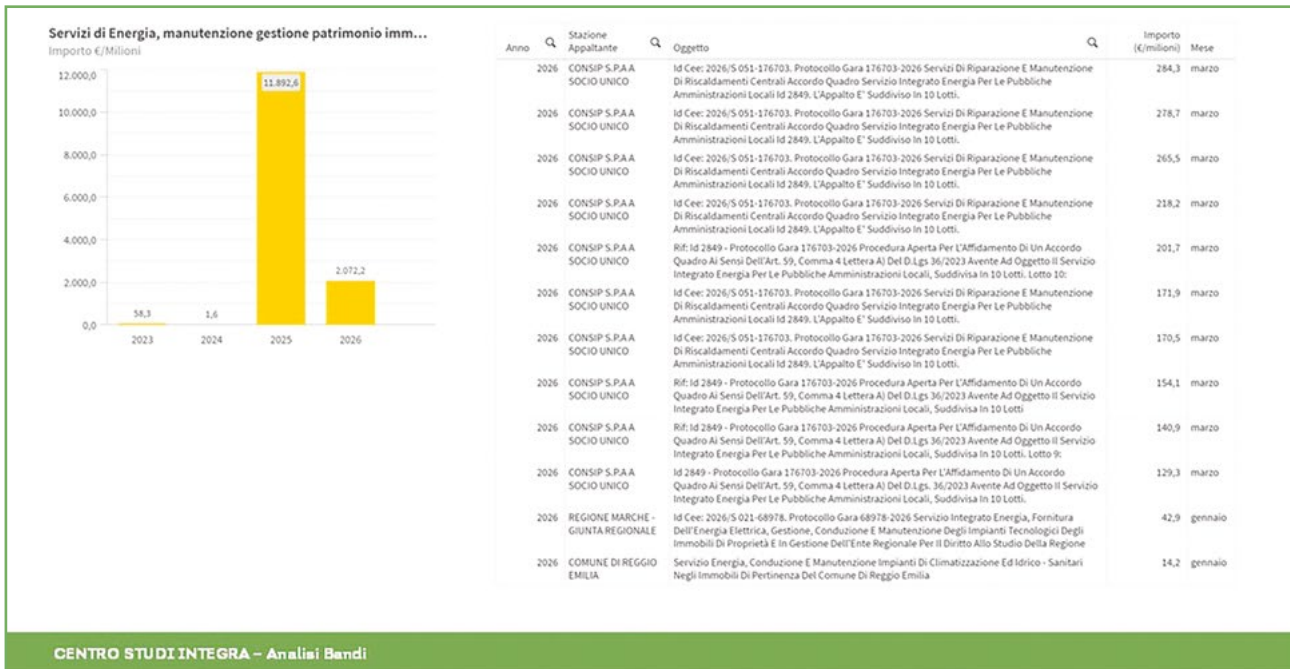 Servizi di Energia, manutenzione gestione patrimonio imm...
Importo €/Milioni
12.000,0
10.000,0
8.000,0
6.000,0
4.000,0
2.000,0
0,0
58,3
1,6
11.892,6
2.072,2
2023
2024
2025
2026
Anno
Stazione
Appaltante
Oggetto
Importo
(€/milioni)
Mese
2026 CONSIP S.P.A A Id Cee: 2026/S 051-176703. Protocollo Gara 176703-2026 Servizi Di Riparazione E Manutenzione 284,3 marzo
SOCIO UNICO Di Riscaldamenti Centrali Accordo Quadro Servizio Integrato Energia Per Le Pubbliche
Amministrazioni Locali Id 2849. L'Appalto E' Suddiviso In 10 Lotti.
2026 CONSIP S.P.A A Id Cee: 2026/S 051-176703. Protocollo Gara 176703-2026 Servizi Di Riparazione E Manutenzione 278,7 marzo
SOCIO UNICO Di Riscaldamenti Centrali Accordo Quadro Servizio Integrato Energia Per Le Pubbliche
Amministrazioni Locali Id 2849. L'Appalto E' Suddiviso In 10 Lotti.
2026 CONSIP S.P.A A Id Cee: 2026/S 051-176703. Protocollo Gara 176703-2026 Servizi Di Riparazione E Manutenzione 265,5 marzo
SOCIO UNICO Di Riscaldamenti Centrali Accordo Quadro Servizio Integrato Energia Per Le Pubbliche
Amministrazioni Locali Id 2849. L'Appalto E' Suddiviso In 10 Lotti.
2026 CONSIP S.P.A A Id Cee: 2026/S 051-176703. Protocollo Gara 176703-2026 Servizi Di Riparazione E Manutenzione 218,2 marzo
SOCIO UNICO Di Riscaldamenti Centrali Accordo Quadro Servizio Integrato Energia Per Le Pubbliche
Amministrazioni Locali Id 2849. L'Appalto E' Suddiviso In 10 Lotti.
2026 CONSIP S.P.A A Rif: Id 2849 - Protocollo Gara 176703-2026 Procedura Aperta Per L'Affidamento Di Un Accordo 201,7 marzo
SOCIO UNICO Quadro Ai Sensi Dell'Art. 59, Comma 4 Lettera A) Del D.Lgs 36/2023 Avente Ad Oggetto Il Servizio
Integrato Energia Per Le Pubbliche Amministrazioni Locali, Suddivisa In 10 Lotti. Lotto 10:
2026 CONSIP S.P.A A Id Cee: 2026/S 051-176703. Protocollo Gara 176703-2026 Servizi Di Riparazione E Manutenzione 171,9 marzo
SOCIO UNICO Di Riscaldamenti Centrali Accordo Quadro Servizio Integrato Energia Per Le Pubbliche
Amministrazioni Locali Id 2849. L'Appalto E' Suddiviso In 10 Lotti.
2026 CONSIP S.P.A A Id Cee: 2026/S 051-176703. Protocollo Gara 176703-2026 Servizi Di Riparazione E Manutenzione 170,5 marzo
SOCIO UNICO Di Riscaldamenti Centrali Accordo Quadro Servizio Integrato Energia Per Le Pubbliche
Amministrazioni Locali Id 2849. L'Appalto E' Suddiviso In 10 Lotti.
2026 CONSIP S.P.A A Rif: Id 2849 - Protocollo Gara 176703-2026 Procedura Aperta Per L'Affidamento Di Un Accordo 154,1 marzo
SOCIO UNICO Quadro Ai Sensi Dell'Art. 59, Comma 4 Lettera A) Del D.Lgs 36/2023 Avente Ad Oggetto Il Servizio
Integrato Energia Per Le Pubbliche Amministrazioni Locali, Suddivisa In 10 Lotti
2026 CONSIP S.P.A A Rif: Id 2849 - Protocollo Gara 176703-2026 Procedura Aperta Per L'Affidamento Di Un Accordo 140,9 marzo
SOCIO UNICO Quadro Ai Sensi Dell'Art. 59, Comma 4 Lettera A) Del D.Lgs 36/2023 Avente Ad Oggetto Il Servizio
Integrato Energia Per Le Pubbliche Amministrazioni Locali, Suddivisa In 10 Lotti. Lotto 9:
2026 CONSIP S.P.A A Id 2849 - Protocollo Gara 176703-2026 Procedura Aperta Per L'Affidamento Di Un Accordo 129,3 marzo
SOCIO UNICO Quadro Ai Sensi Dell'Art. 59, Comma 4 Lettera A) Del D.Lgs. 36/2023 Avente Ad Oggetto Il Servizio
Integrato Energia Per Le Pubbliche Amministrazioni Locali, Suddivisa In 10 Lotti.
2026 REGIONE MARCHE - Id Cee: 2026/S 021-68978. Protocollo Gara 68978-2026 Servizio Integrato Energia, Fornitura 42,9 gennaio
GIUNTA REGIONALE Dell'Energia Elettrica, Gestione, Conduzione E Manutenzione Degli Impianti Tecnologici Degli
Immobili Di Proprietà E In Gestione Dell'Ente Regionale Per Il Diritto Allo Studio Della Regione
2026 COMUNE DI REGGIO Servizio Energia, Conduzione E Manutenzione Impianti Di Climatizzazione Ed Idrico - Sanitari 14,2 gennaio
EMILIA Negli Immobili Di Pertinenza Del Comune Di Reggio Emilia
CENTRO STUDI INTEGRA – Analisi Bandi